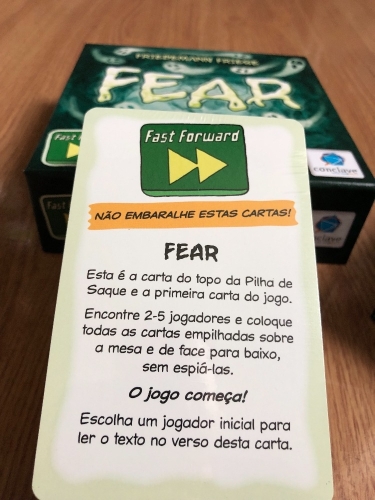 FRIEDEMANN FRIESE
FEAR
Fast
conclave
Fast Forward
NÃO EMBARALHE ESTAS CARTAS!
FEAR
Esta é a carta do topo da Pilha de
Saque e a primeira carta do jogo.
Encontre 2-5 jogadores e coloque
todas as cartas empilhadas sobre
a mesa e de face para baixo,
sem espiá-las.
O jogo começa!
Escolha um jogador inicial para
ler o texto no verso desta carta.